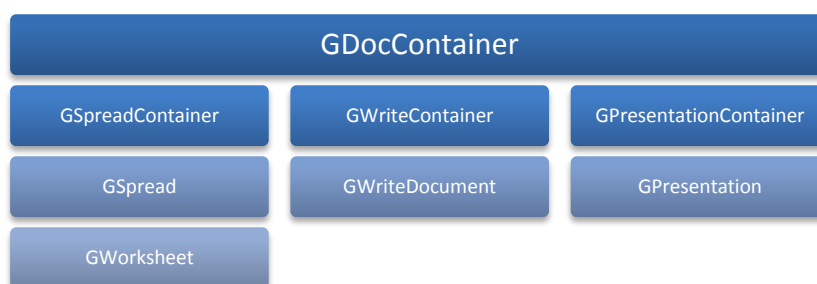 GDocContainer
GSpreadContainer GWriteContainer GPresentationContainer
GSpread GWriteDocument GPresentation
GWorksheet